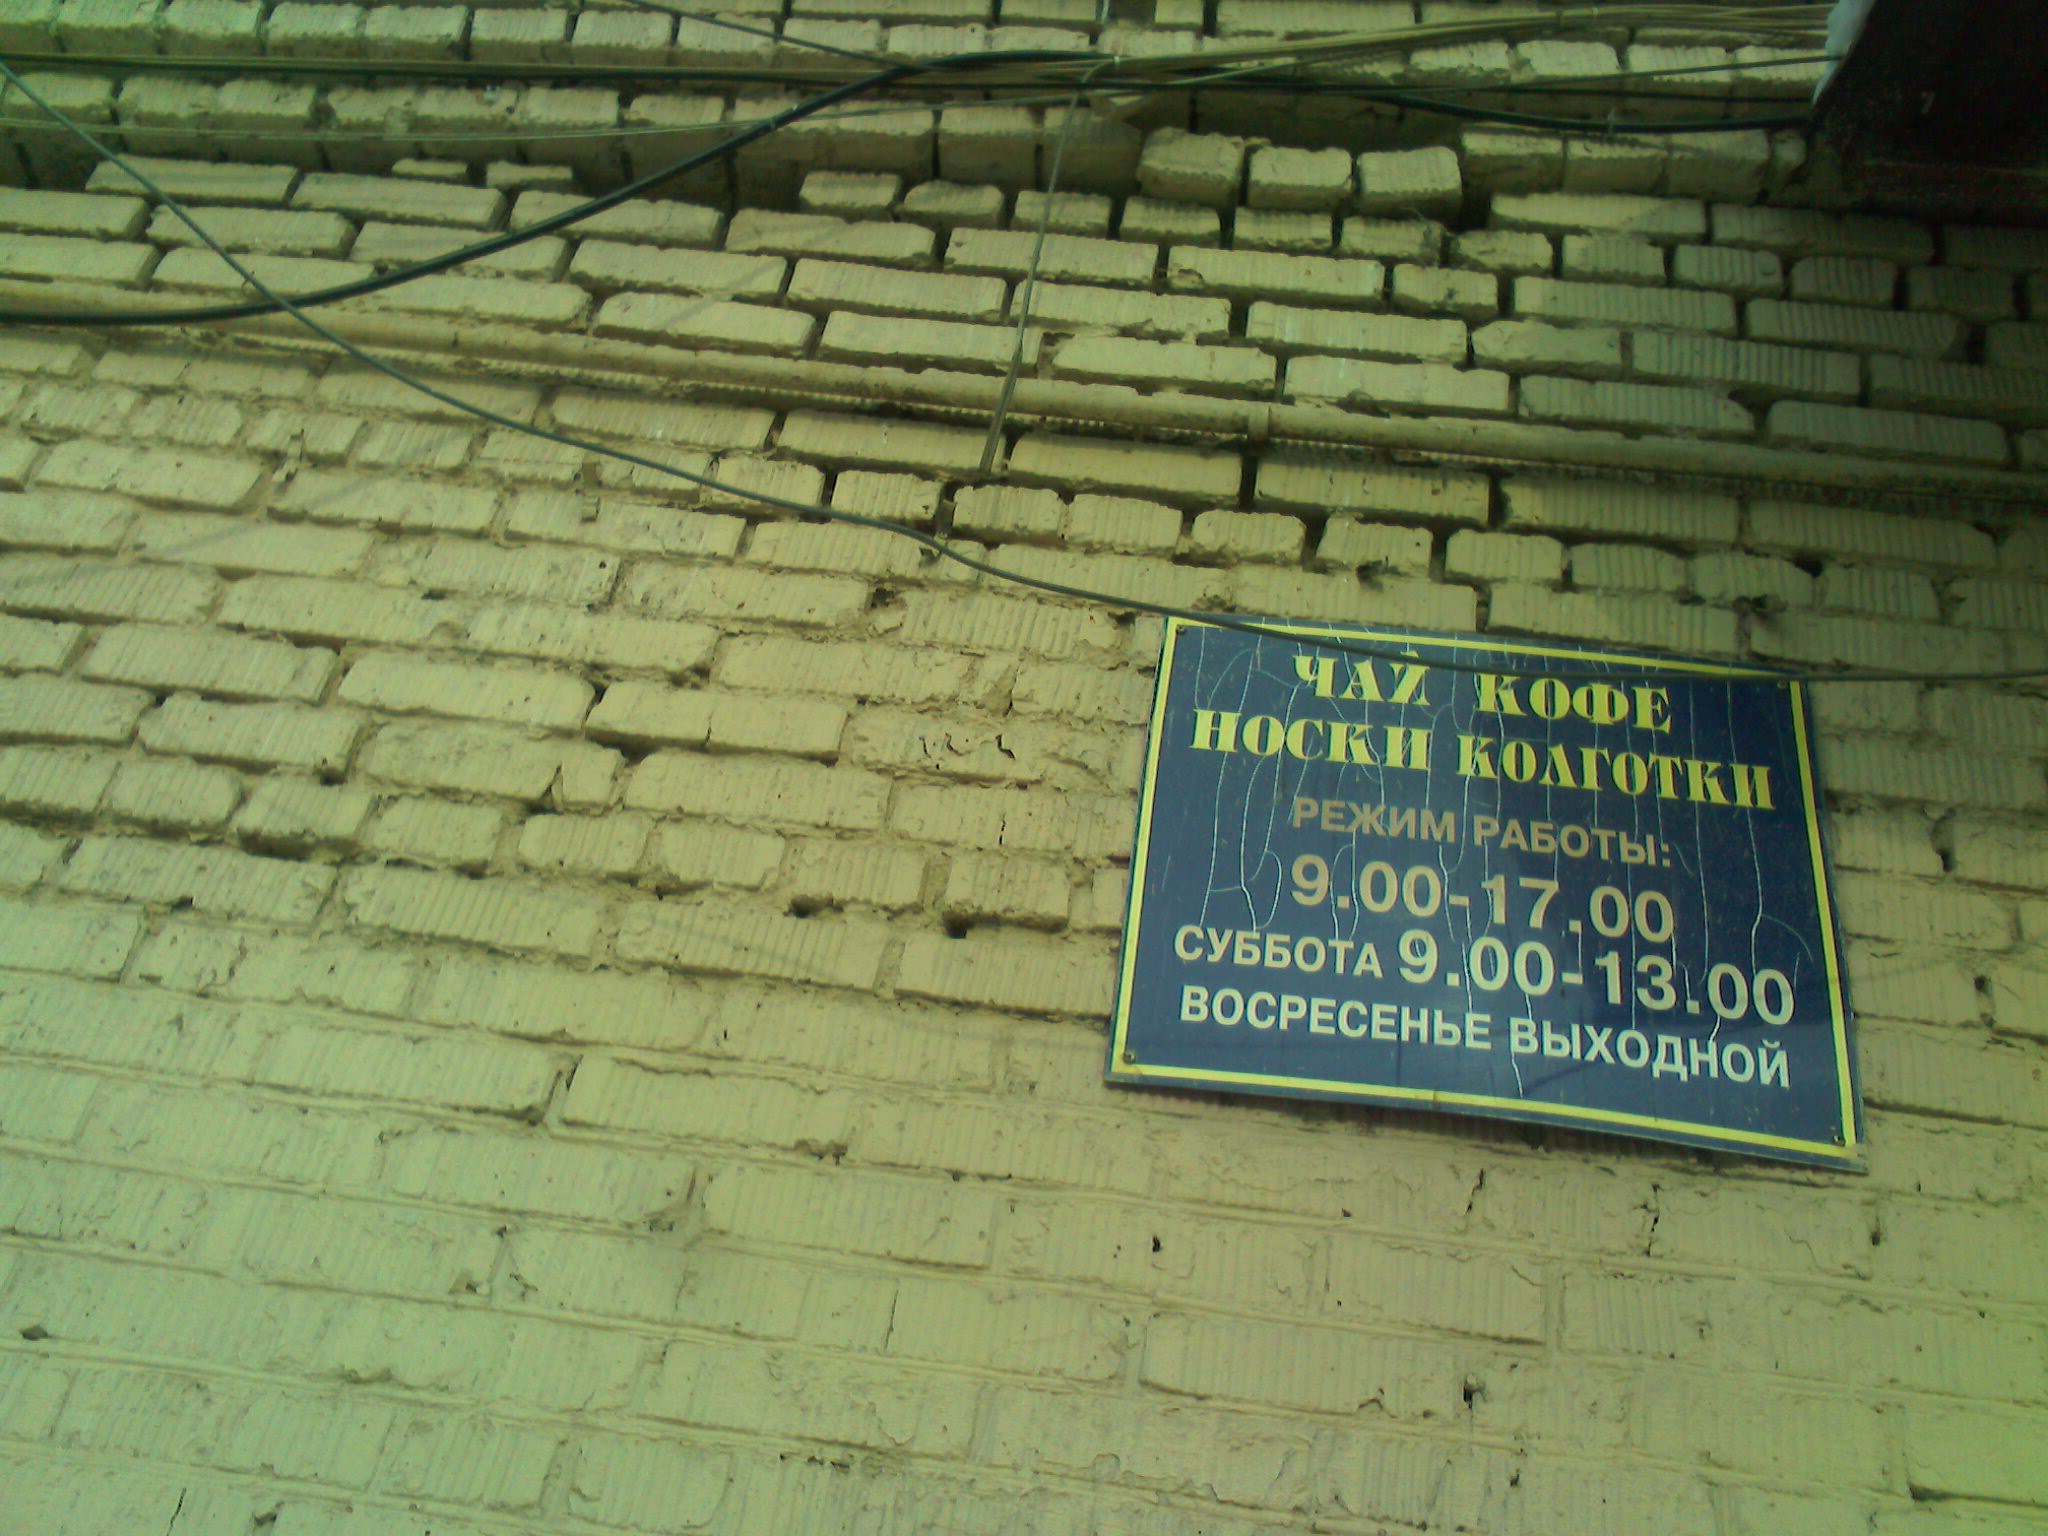 ЧАЙ КОФЕ
НОСКИ КОЛГОТКИ
РЕЖИМ РАБОТЫ:
9.00-17.00
СУББОТА 9.00-13.00
ВОСРЕСЕНЬЕ ВЫХОДНОЙ